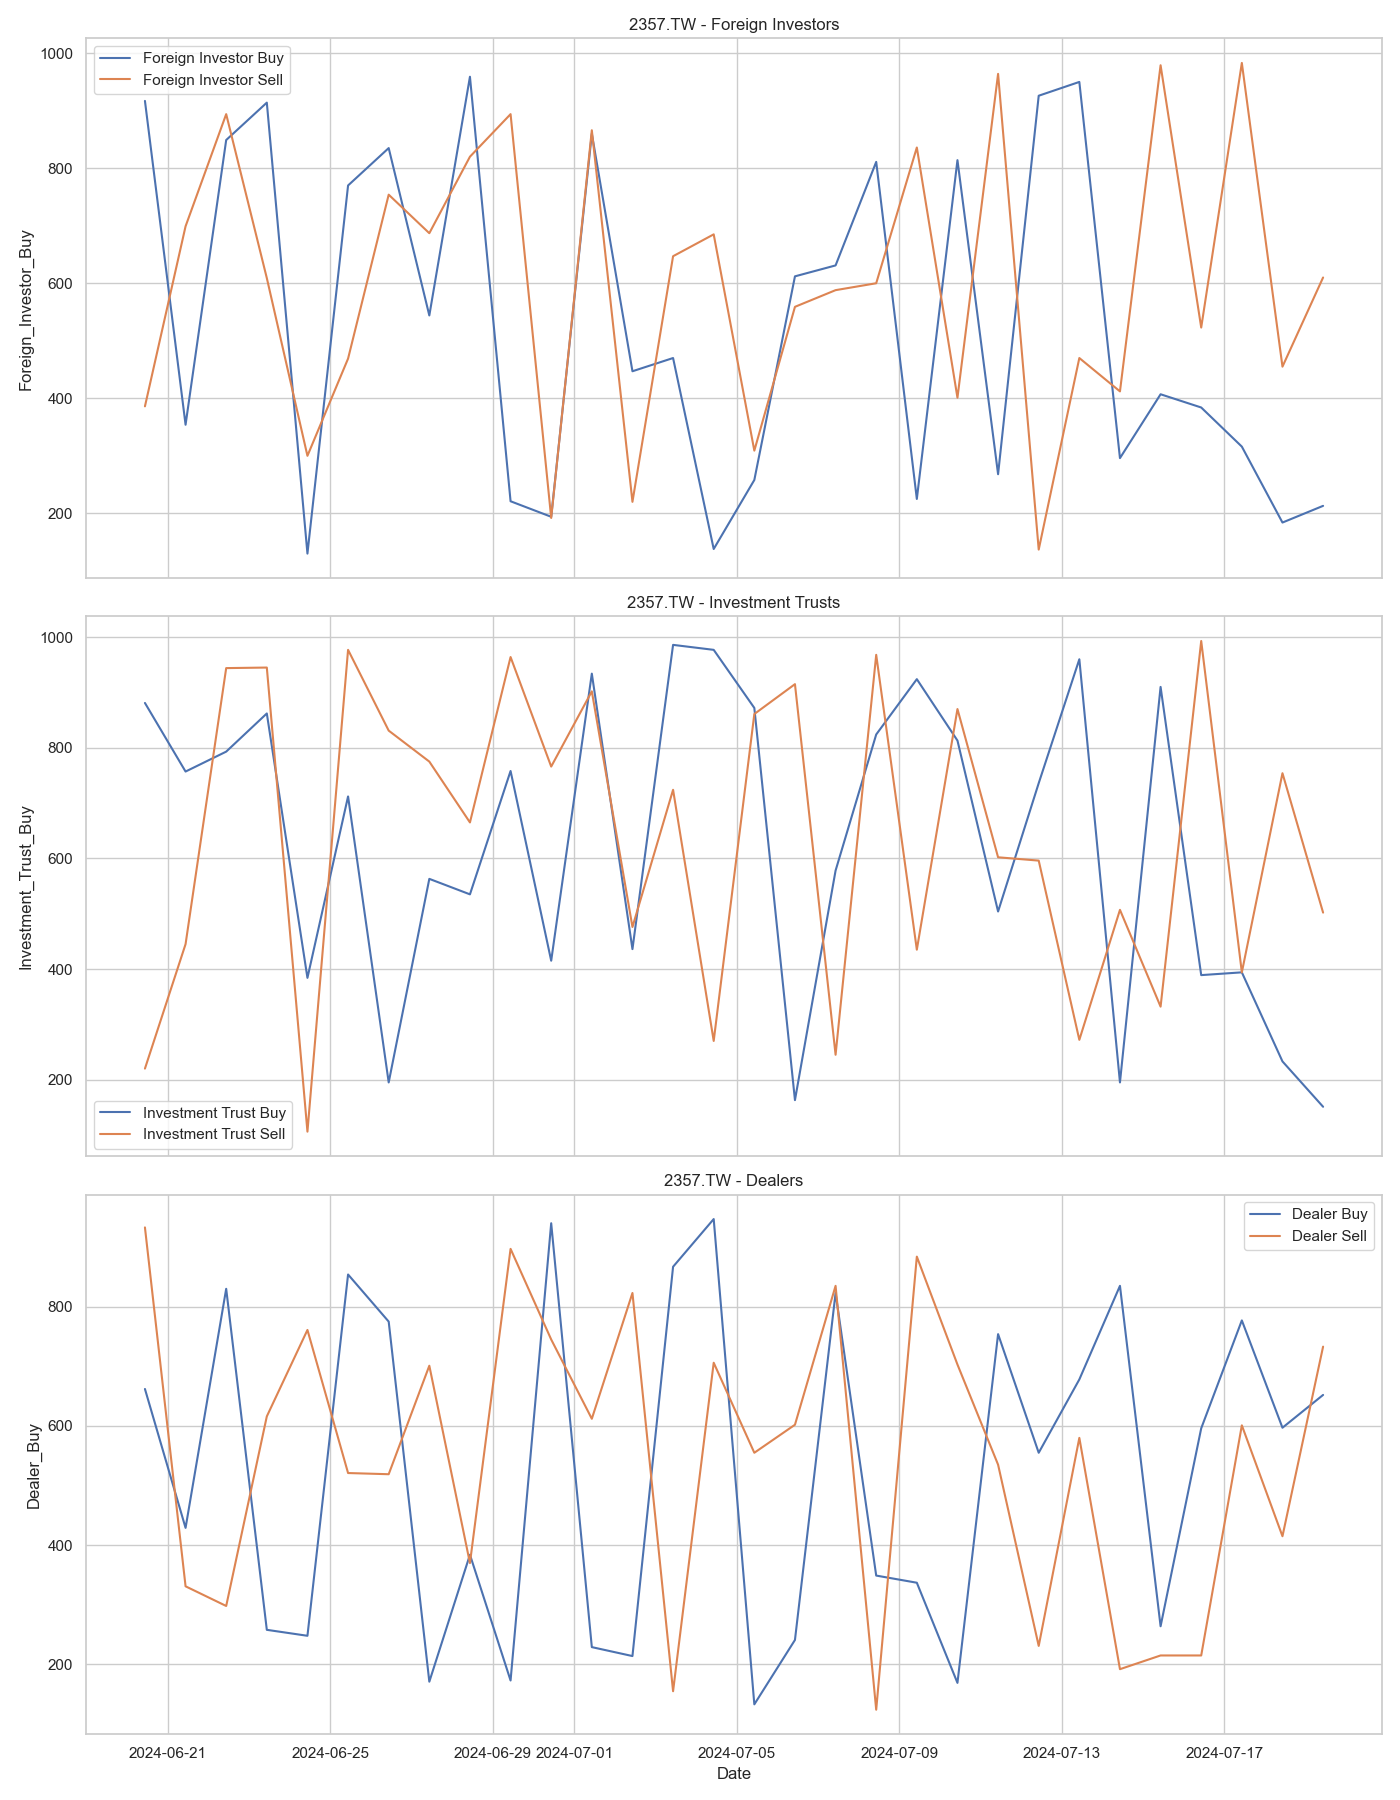 2357.TW - Foreign Investors
Foreign Investor Buy
Foreign Investor Sell
Foreign_Investor_Buy
1000
800
600
400
200
2357.TW - Investment Trusts
Investment_Trust_Buy
1000
800
600
400
200
Investment Trust Buy
Investment Trust Sell
2357.TW - Dealers
Dealer Buy
Dealer Sell
Dealer_Buy
800
600
400
200
2024-06-21 2024-06-25 2024-06-29 2024-07-01 2024-07-05 2024-07-09 2024-07-13 2024-07-17
Date